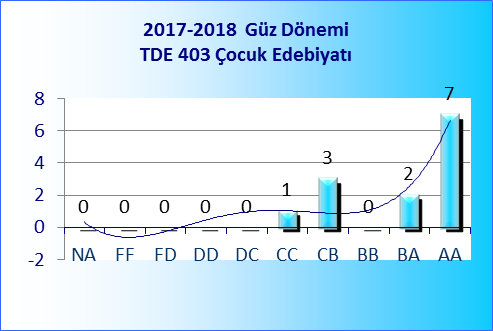 2017-2018 Güz Dönemi
TDE 403 Çocuk Edebiyatı
8
6
4
2
0
-2
0 0 0 0 0 1 3 0 2 7
NA FF FD DD DC CC CB BB BA AA